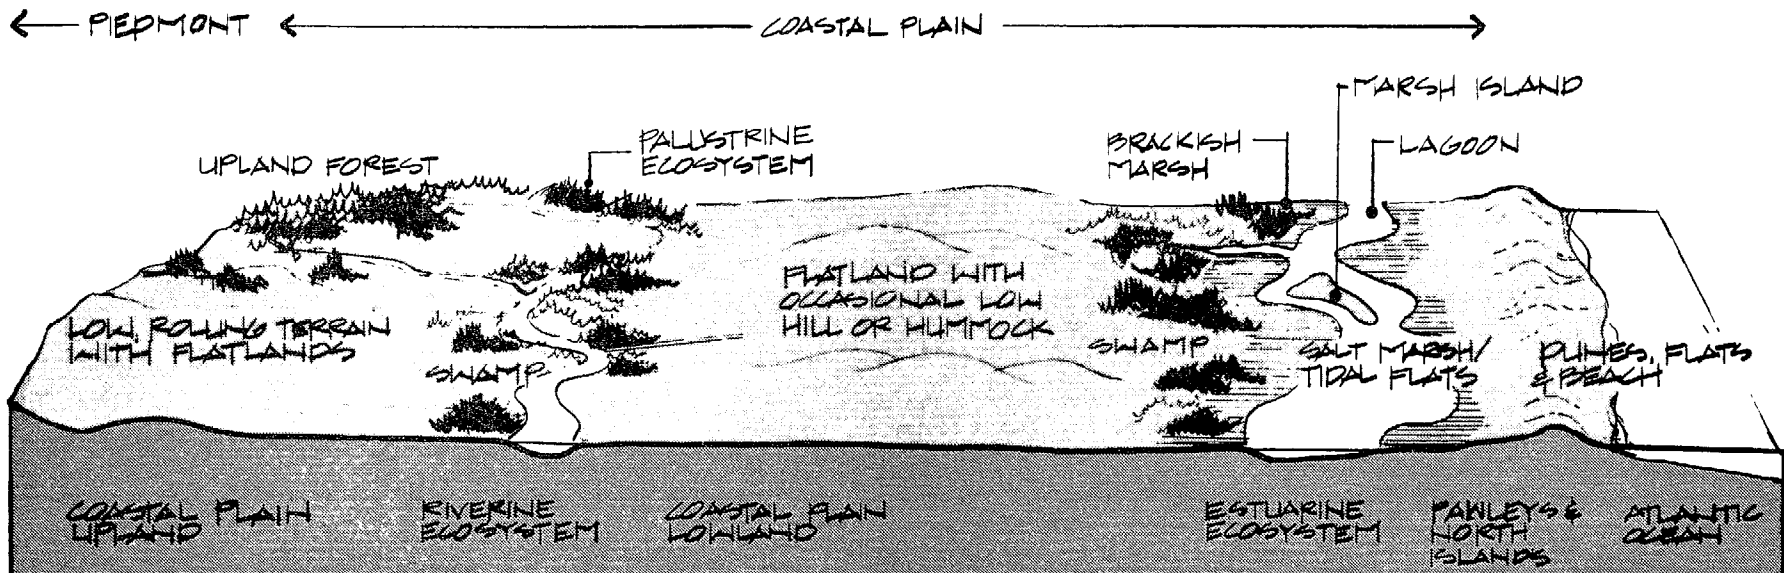 PIEDMONT
COASTAL PLAIN
MARSH ISLAND
PALUSTRINE
ECOSYSTEM
BRACKISH
MARSH
LAGOON
UPLAND FOREST
FLATLAND WITH
OCCASIONAL LOW
HILL OR HUMMOCK
LOW, ROLLING TERRAIN
WITH FLATLANDS
SWAMP
SWAMP
SALT MARSH/
TIDAL FLATS
DUNES, FLATS
& BEACH
COASTAL PLAIN
UPLAND
RIVERINE
ECOSYSTEM
COASTAL PLAIN
LOWLAND
ESTUARINE
ECOSYSTEM
PAWLEYS &
NORTH
ISLANDS
ATLANTIC
OCEAN